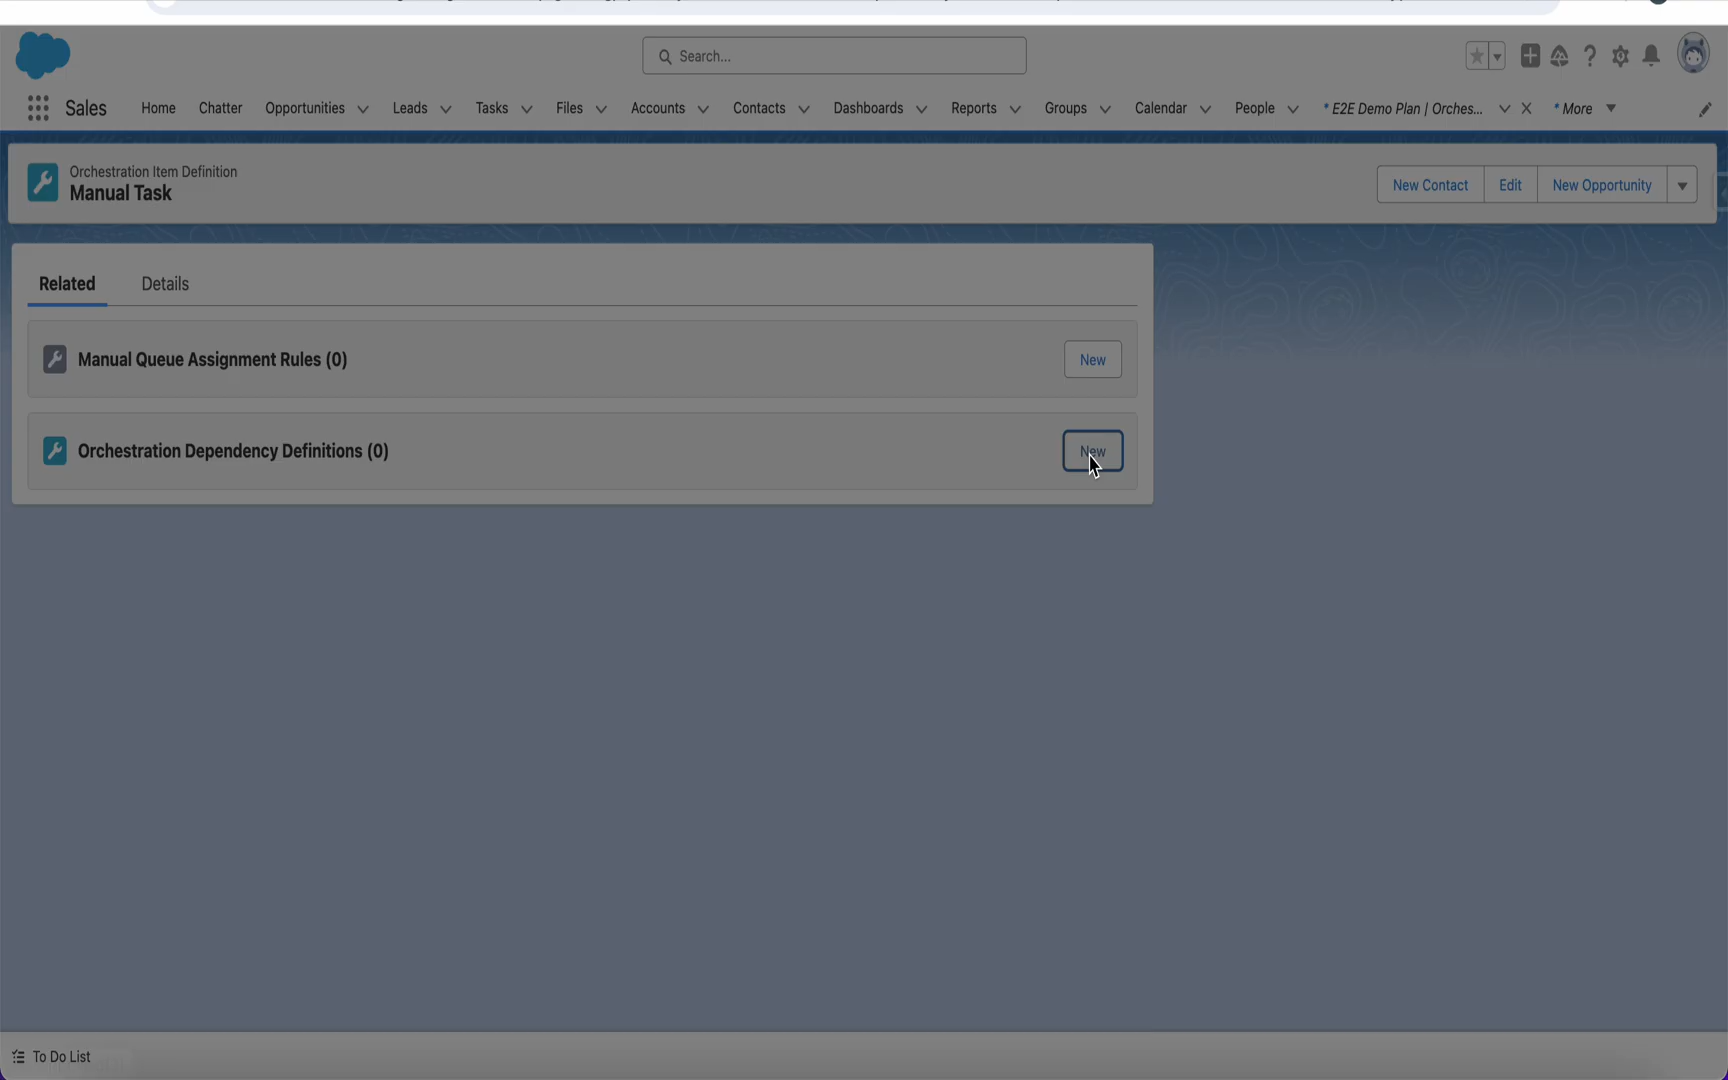 Search...
Sales
Home
Chatter
Opportunities
Leads
Tasks
Files
Accounts
Contacts
Dashboards
Reports
Groups
Calendar
People
* E2E Demo Plan | Orches...
* More
Orchestration Item Definition
Manual Task
New Contact
Edit
New Opportunity
Related
Details
Manual Queue Assignment Rules (0)
New
Orchestration Dependency Definitions (0)
New
To Do List